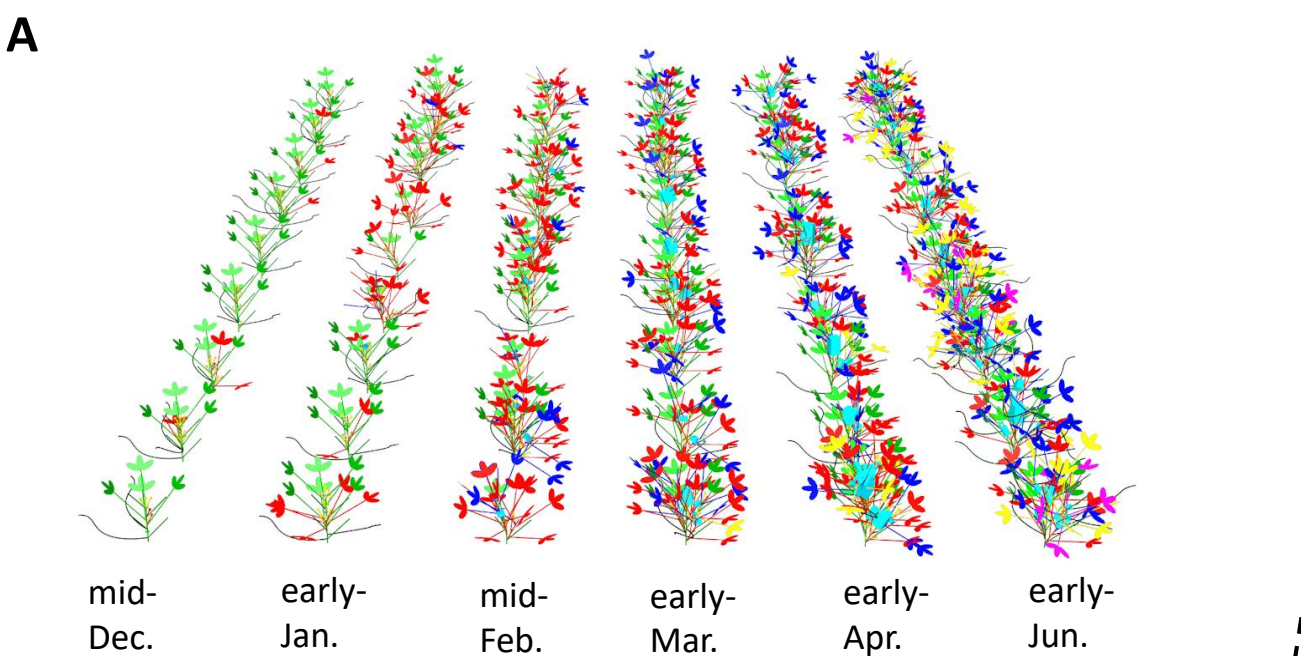 A
mid-
Dec.
early-
Jan.
mid-
Feb.
early-
Mar.
early-
Apr.
early-
Jun.